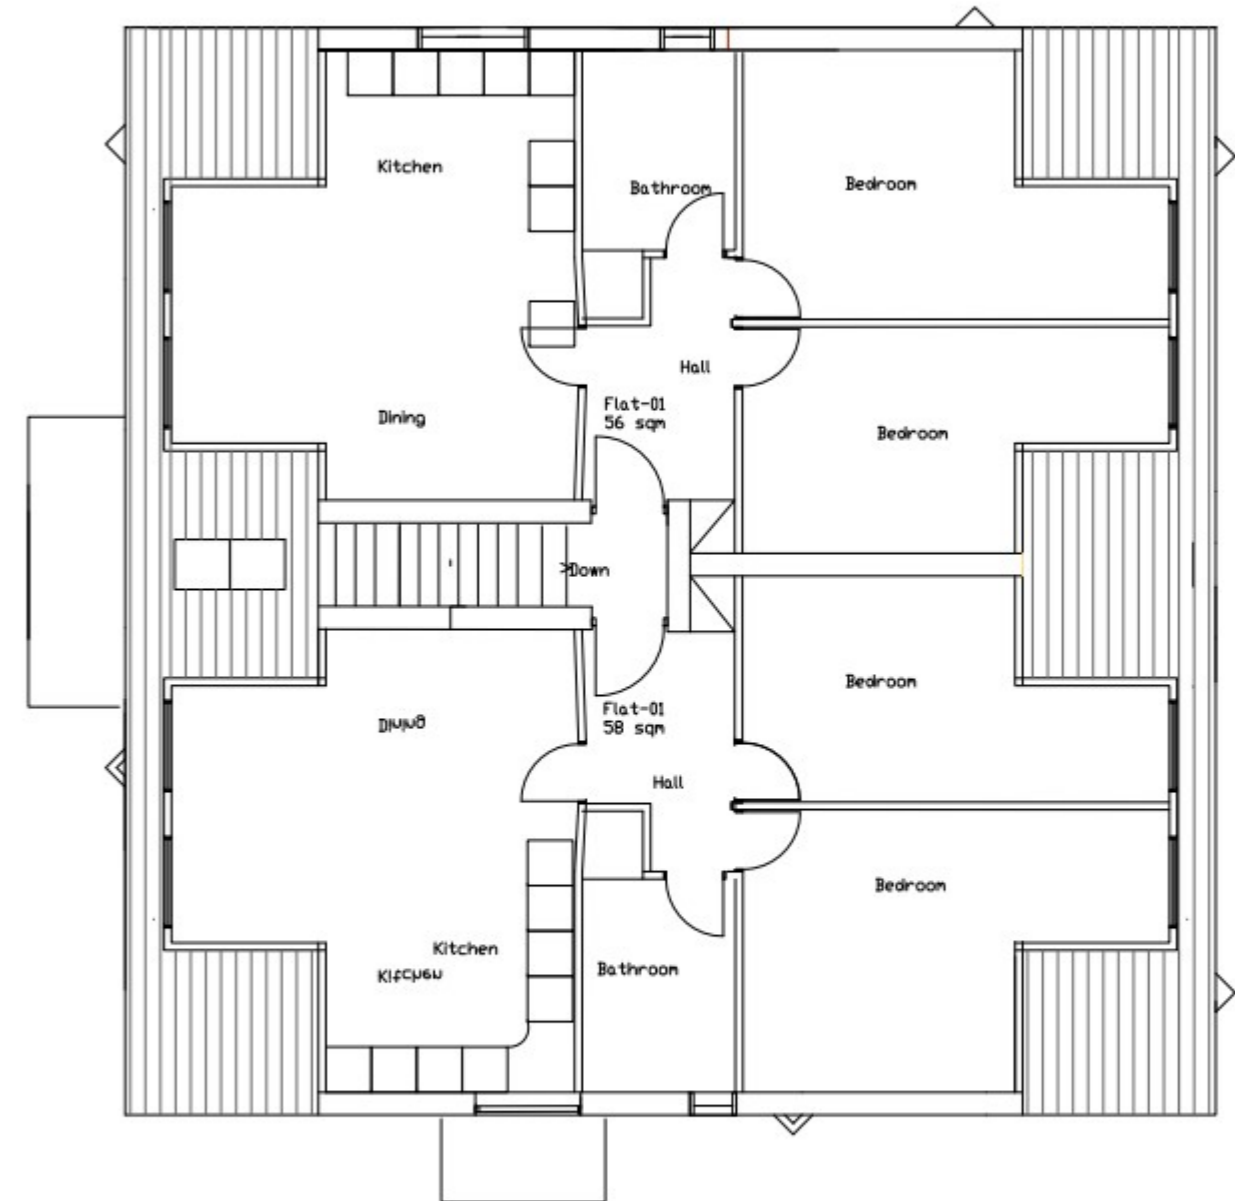 Kitchen
Bathroom
Bedroom
Hall
Flat-01
56 sqm
Dining
Bedroom
Down
Bedroom
Flat-01
58 sqm
Dining
Hall
Bedroom
Kitchen
Kitchen
Bathroom